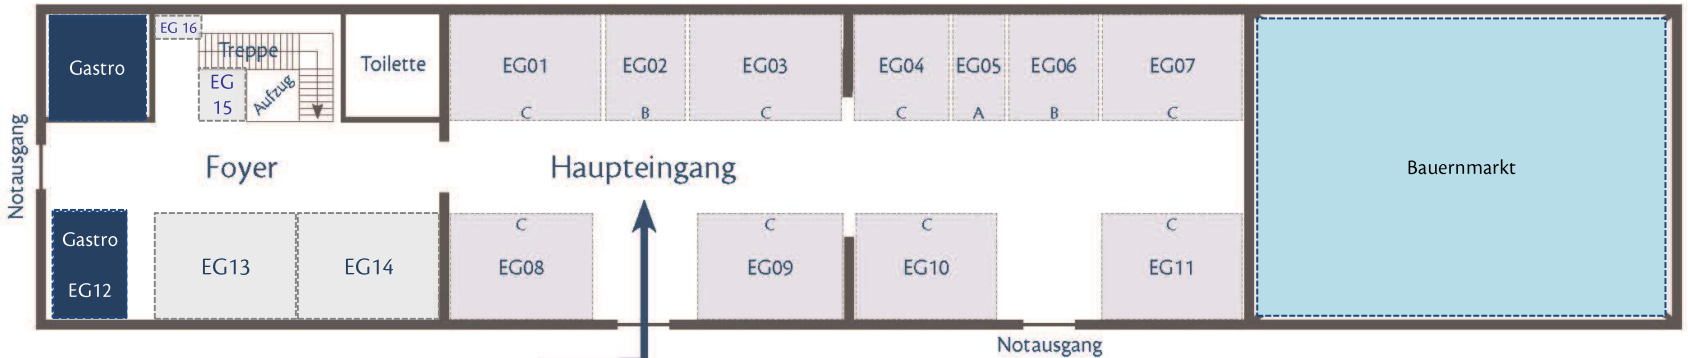 Gastro
EG 16
Treppe
EG
15
Aufzug
Toilette
EG01
C
EG02
B
EG03
C
EG04
C
EG05
A
EG06
B
EG07
C
Bauernmarkt
Notausgang
Foyer
Haupteingang
Gastro
EG12
EG13
EG14
C
EG08
C
EG09
C
EG10
C
EG11
Notausgang